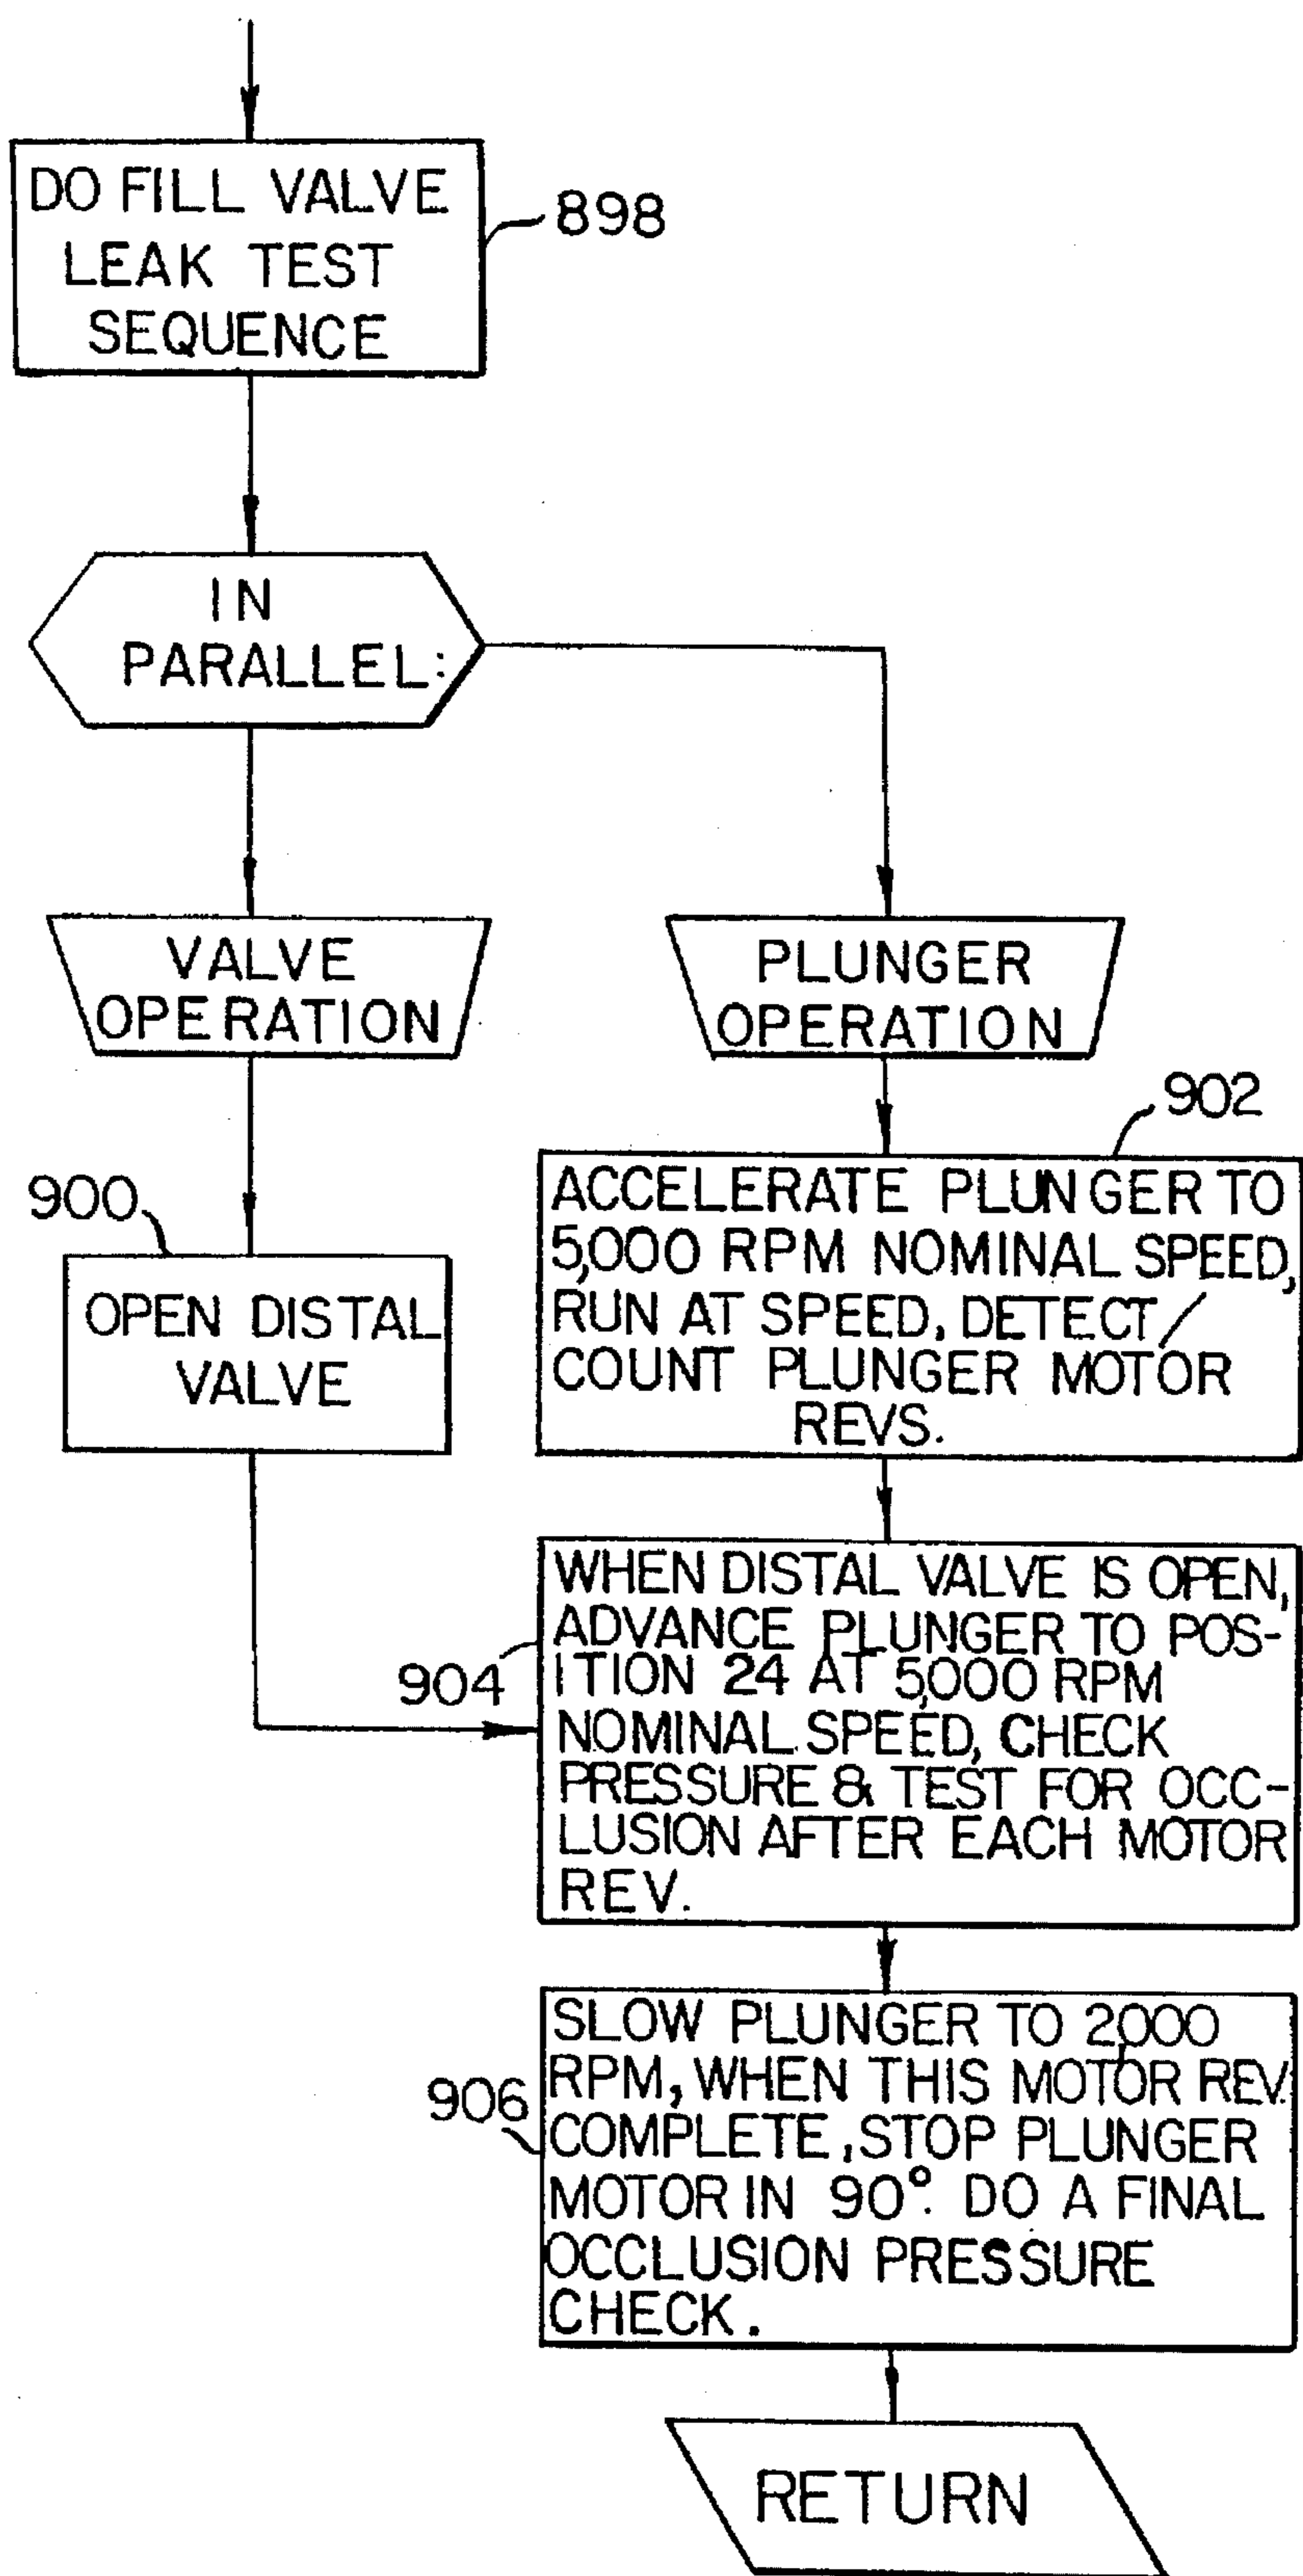 DO FILL VALVE
LEAK TEST
SEQUENCE
898
IN
PARALLEL:
VALVE
OPERATION
PLUNGER
OPERATION
900
OPEN DISTAL
VALVE
902
ACCELERATE PLUNGER TO
5,000 RPM NOMINAL SPEED,
RUN AT SPEED, DETECT /
COUNT PLUNGER MOTOR
REVS.
904
WHEN DISTAL VALVE IS OPEN,
ADVANCE PLUNGER TO POS-
ITION 24 AT 5,000 RPM
NOMINAL SPEED, CHECK
PRESSURE & TEST FOR OCC-
LUSION AFTER EACH MOTOR
REV.
906
SLOW PLUNGER TO 2,000
RPM, WHEN THIS MOTOR REV.
COMPLETE, STOP PLUNGER
MOTOR IN 90°. DO A FINAL
OCCLUSION PRESSURE
CHECK.
RETURN